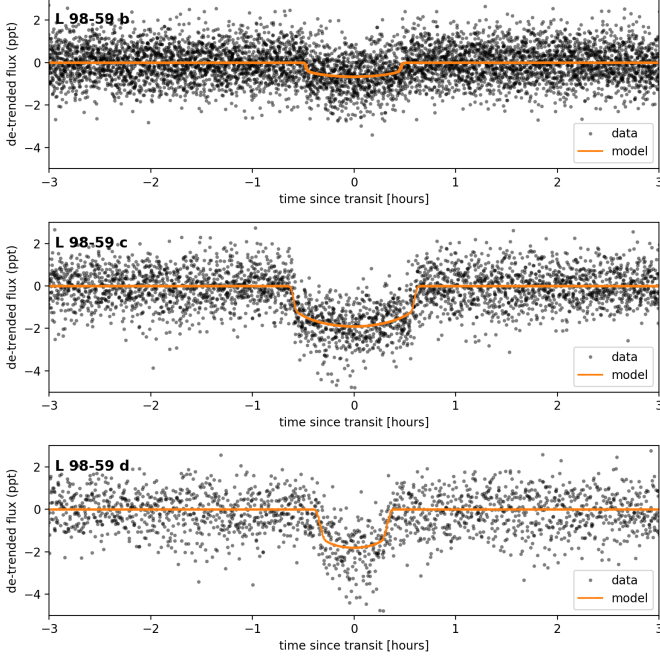 L 98-59 b
de-trended flux (ppt)
2
0
−2
−4
data
model
−3 −2 −1 0 1 2 3
time since transit [hours]
L 98-59 c
de-trended flux (ppt)
2
0
−2
−4
data
model
−3 −2 −1 0 1 2 3
time since transit [hours]
L 98-59 d
de-trended flux (ppt)
2
0
−2
−4
data
model
−3 −2 −1 0 1 2 3
time since transit [hours]